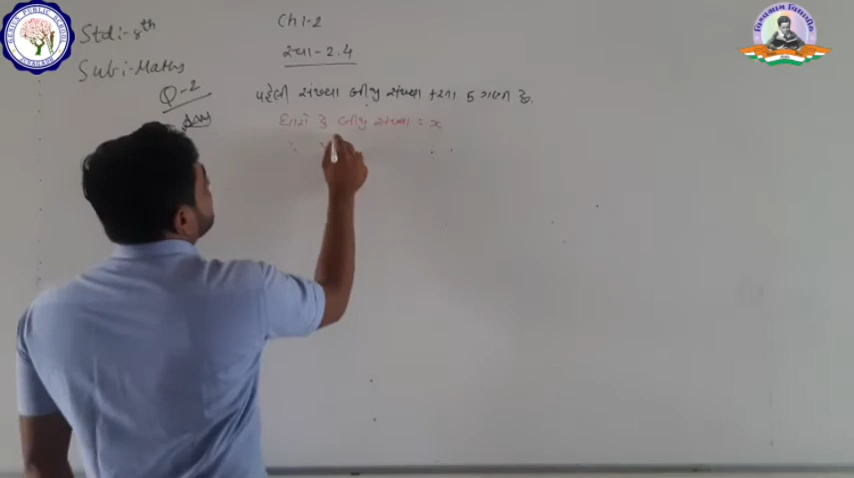 Std:-8th
Sub:-Maths
Ch:-2
સ્વા-2.4
Q-2
પહેલી સંખ્યા બીજી સંખ્યા કરતા 5 ગણી છે.
ધારો કે બીજી સંખ્યા = x
∴